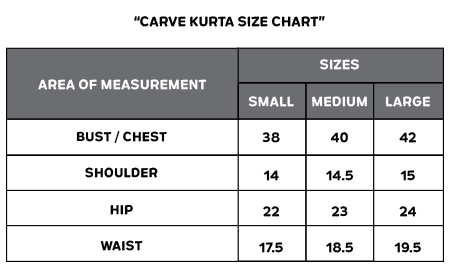 “CARVE KURTA SIZE CHART”
AREA OF MEASUREMENT SIZES
SMALL MEDIUM LARGE
BUST / CHEST 38 40 42
SHOULDER 14 14.5 15
HIP 22 23 24
WAIST 17.5 18.5 19.5